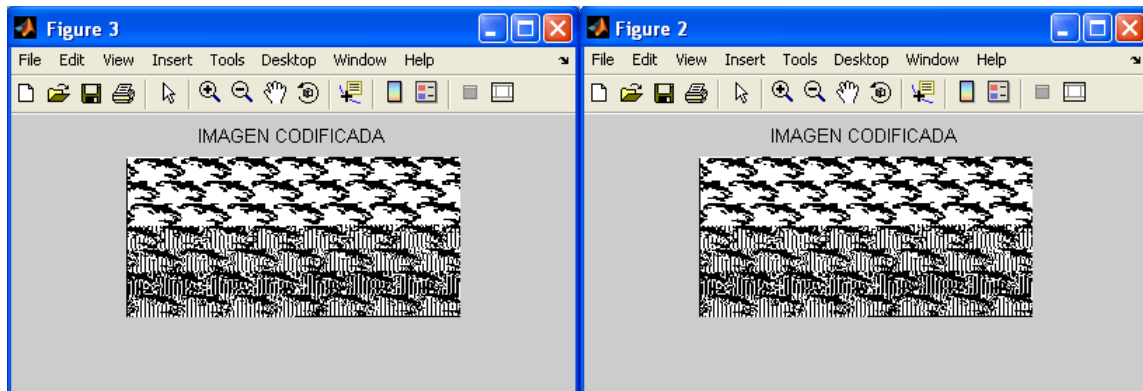 Figure 3
File Edit View Insert Tools Desktop Window Help
IMAGEN CODIFICADA
Figure 2
File Edit View Insert Tools Desktop Window Help
IMAGEN CODIFICADA